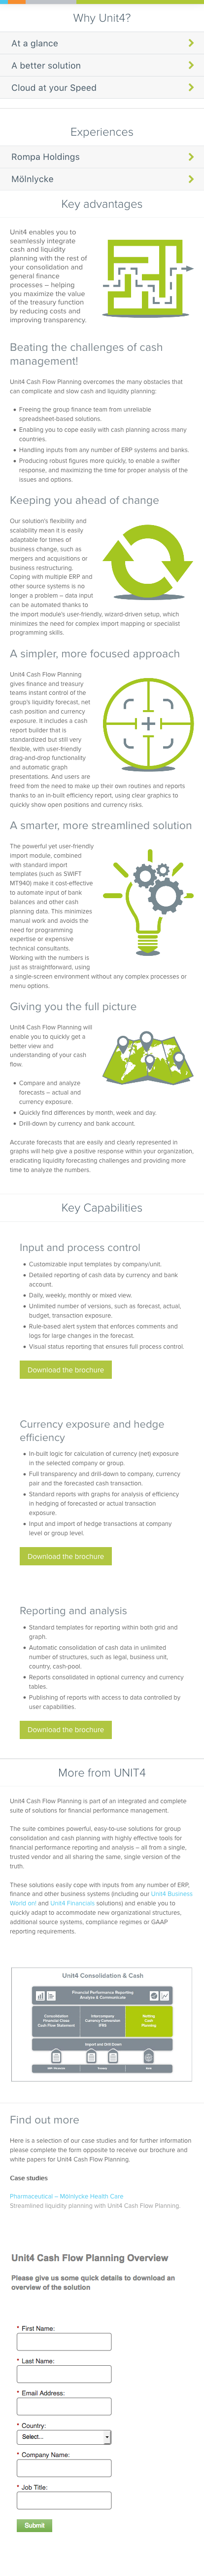 Why Unit4?
At a glance
A better solution
Cloud at your Speed
Experiences
Rompa Holdings
Mölnlycke
Key advantages
Unit4 enables you to
seamlessly integrate
cash and liquidity
planning with the rest of
your consolidation and
general finance
processes – helping
you maximize the value
of the treasury function
by reducing costs and
improving transparency.
Beating the challenges of cash
management!
Unit4 Cash Flow Planning overcomes the many obstacles that
can complicate and slow cash and liquidity planning:
• Freeing the group finance team from unreliable
spreadsheet-based solutions.
• Enabling you to cope easily with cash planning across many
countries.
• Handling inputs from any number of ERP systems and banks.
• Producing robust figures more quickly, to enable a swifter
response, and maximizing the time for proper analysis of the
issues and options.
Keeping you ahead of change
Our solution's flexibility and
scalability mean it is easily
adaptable for times of
business change, such as
mergers and acquisitions or
business restructuring.
Coping with multiple ERP and
other source systems is no
longer a problem – data input
can be automated thanks to
the import module's user-friendly, wizard-driven setup, which
minimizes the need for complex import mapping or specialist
programming skills.
A simpler, more focused approach
Unit4 Cash Flow Planning
gives finance and treasury
teams instant control of the
group's liquidity forecast, net
cash position and currency
exposure. It includes a cash
report builder that is
standardized but still very
flexible, with user-friendly
drag-and-drop functionality
and automatic graph
presentations. And users are
freed from the need to make up their own routines and reports
thanks to an in-built efficiency report, using clear graphics to
quickly show open positions and currency risks.
A smarter, more streamlined solution
The powerful yet user-friendly
import module, combined
with standard import
templates (such as SWIFT
MT940) make it cost-effective
to automate input of bank
balances and other cash
planning data. This minimizes
manual work and avoids the
need for programming
expertise or expensive
technical consultants.
Working with the numbers is
just as straightforward, using
a single-screen environment without any complex processes or
menu options.
Giving you the full picture
Unit4 Cash Flow Planning will
enable you to quickly get a
better view and
understanding of your cash
flow.
• Compare and analyze
forecasts – actual and
currency exposure.
• Quickly find differences by month, week and day.
• Drill-down by currency and bank account.
Accurate forecasts that are easily and clearly represented in
graphs will help give a positive response within your organization,
eradicating liquidity forecasting challenges and providing more
time to analyze the numbers.
Key Capabilities
Input and process control
• Customizable input templates by company/unit.
• Detailed reporting of cash data by currency and bank
account.
• Daily, weekly, monthly or mixed view.
• Unlimited number of versions, such as forecast, actual,
budget, transaction exposure.
• Rule-based alert system that enforces comments and
logs for large changes in the forecast.
• Visual status reporting that ensures full process control.
Download the brochure
Currency exposure and hedge
efficiency
• In-built logic for calculation of currency (net) exposure
in the selected company or group.
• Full transparency and drill-down to company, currency
pair and the forecasted cash transaction.
• Standard reports with graphs for analysis of efficiency
in hedging of forecasted or actual transaction
exposure.
• Input and import of hedge transactions at company
level or group level.
Download the brochure
Reporting and analysis
• Standard templates for reporting within both grid and
graph.
• Automatic consolidation of cash data in unlimited
number of structures, such as legal, business unit,
country, cash-pool.
• Reports consolidated in optional currency and currency
tables.
• Publishing of reports with access to data controlled by
user capabilities.
Download the brochure
More from UNIT4
Unit4 Cash Flow Planning is part of an integrated and complete
suite of solutions for financial performance management.
The suite combines powerful, easy-to-use solutions for group
consolidation and cash planning with highly efficient tools for
financial performance reporting and analysis – all from a single,
trusted vendor and all sharing the same, single version of the
truth.
These solutions easily cope with inputs from any number of ERP,
finance and other business systems (including our Unit4 Business
World on! and Unit4 Financials solutions) and enable you to
quickly adapt to accommodate new organizational structures,
additional source systems, compliance regimes or GAAP
reporting requirements.
Unit4 Consolidation & Cash
Financial Performance Reporting
Analyze & Communicate
Consolidation
Financial Close
Cash Flow Statement
Intercompany
Currency Conversion
IFRS
Netting
Cash
Planning
Import and Drill Down
Find out more
Here is a selection of our case studies and for further information
please complete the form opposite to receive our brochure and
white papers for Unit4 Cash Flow Planning.
Case studies
Pharmaceutical – Mölnlycke Health Care
Streamlined liquidity planning with Unit4 Cash Flow Planning.
Unit4 Cash Flow Planning Overview
Please give us some quick details to download an
overview of the solution
* First Name:
* Last Name:
* Email Address:
* Country:
Select...
* Company Name:
* Job Title:
Submit